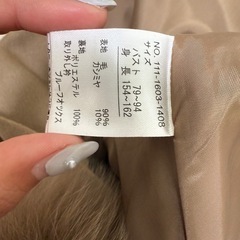 NO. 111-1603-1408
サイズ
バスト 79~94
身長 154~162
表地 毛 90%
カシミヤ 10%
裏地 ポリエステル 100%
取り外し衿
ブルーフオックス